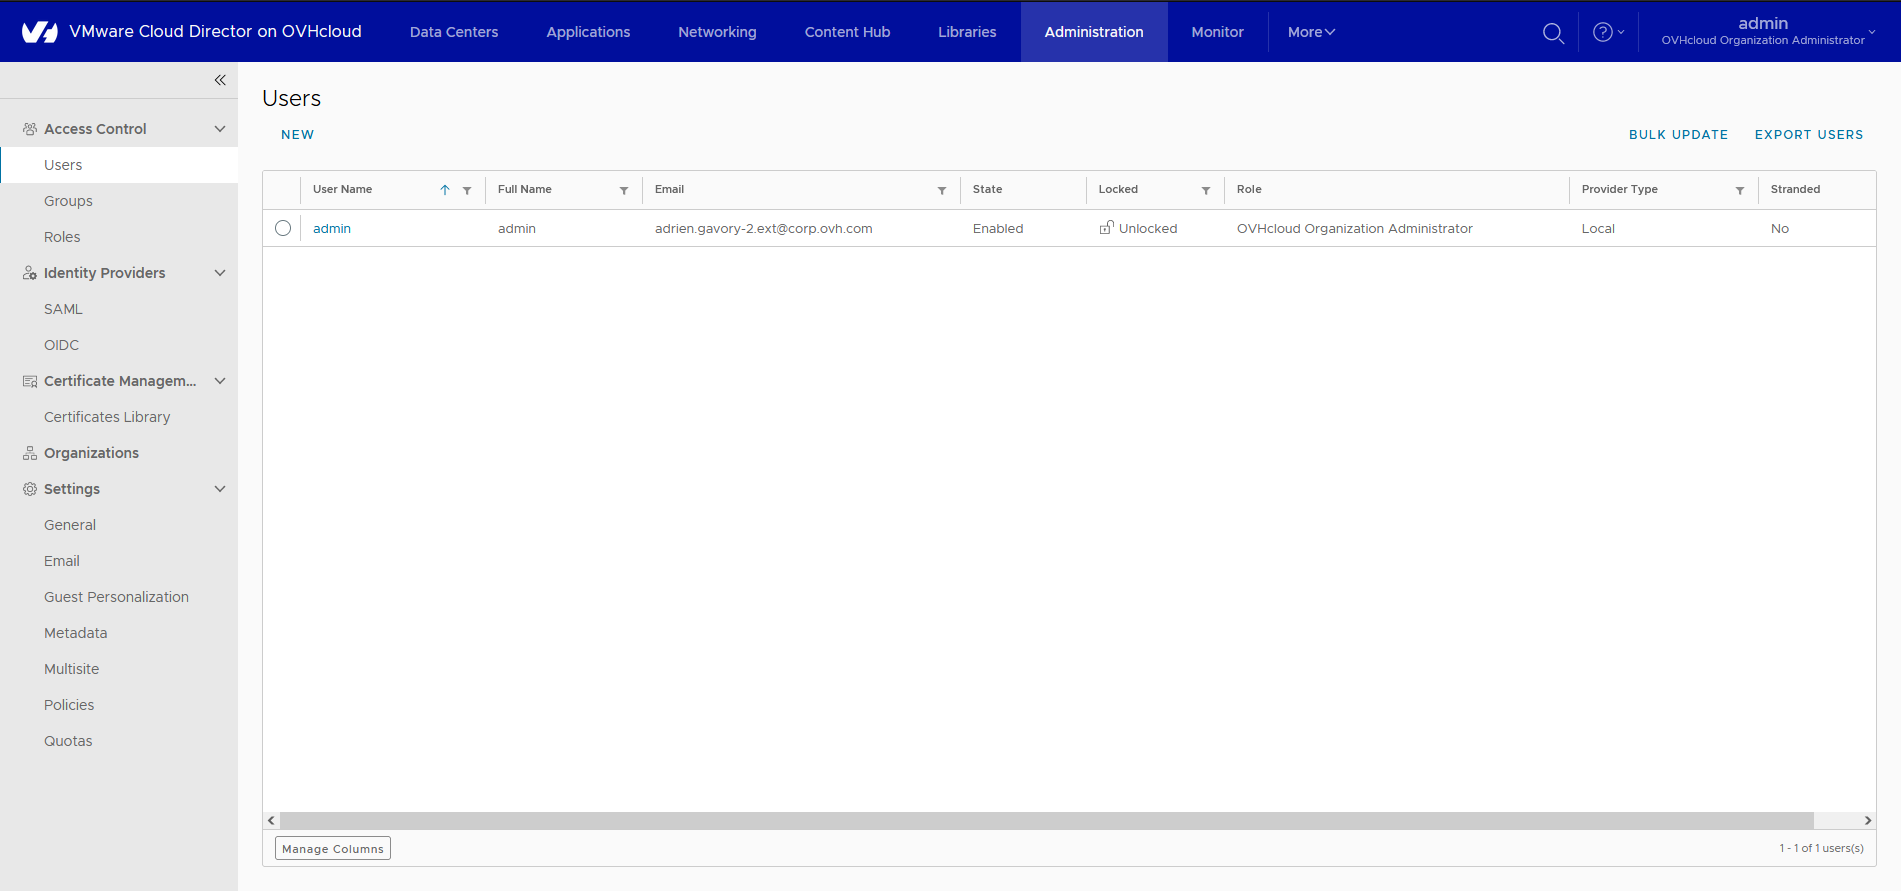 VMware Cloud Director on OVHcloud
Data Centers
Applications
Networking
Content Hub
Libraries
Administration
Monitor
More
admin
OVHcloud Organization Administrator
Access Control
Users
Groups
Roles
Identity Providers
SAML
OIDC
Certificate Managem...
Certificates Library
Organizations
Settings
General
Email
Guest Personalization
Metadata
Multisite
Policies
Quotas
Users
NEW
BULK UPDATE
EXPORT USERS
User Name
Full Name
Email
State
Locked
Role
Provider Type
Stranded
admin
admin
adrien.gavory-2.ext@corp.ovh.com
Enabled
Unlocked
OVHcloud Organization Administrator
Local
No
Manage Columns
1 - 1 of 1 users(s)